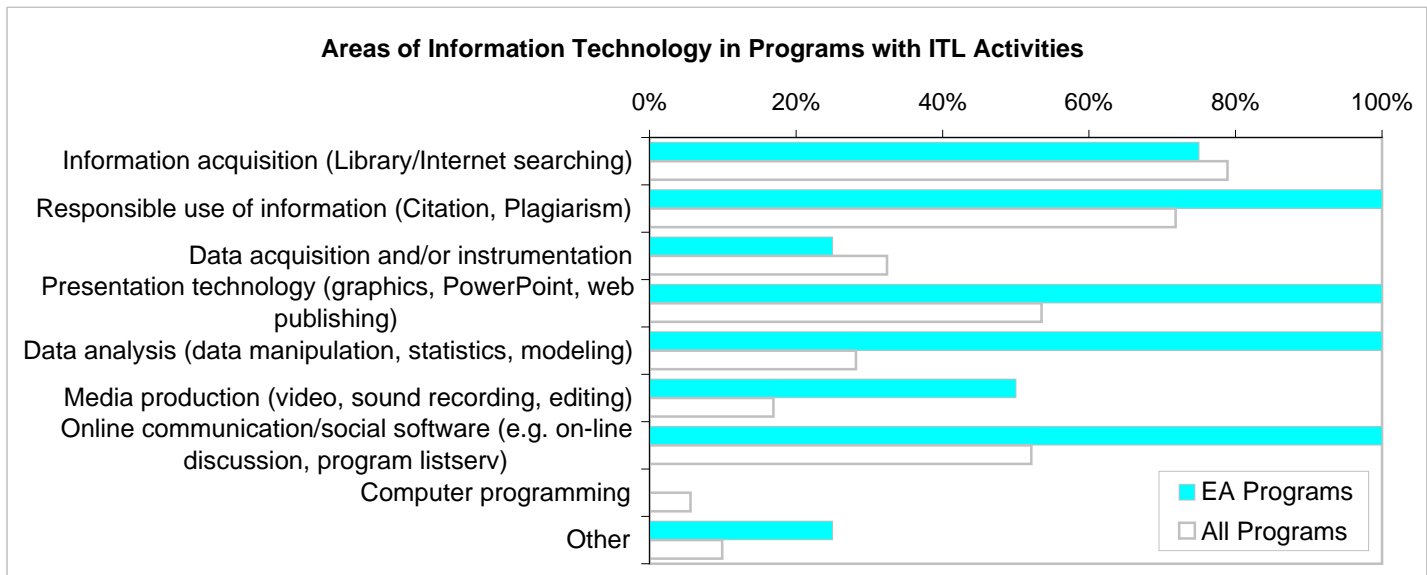 Areas of Information Technology in Programs with ITL Activities
0% 20% 40% 60% 80% 100%
Information acquisition (Library/Internet searching)
Responsible use of information (Citation, Plagiarism)
Data acquisition and/or instrumentation
Presentation technology (graphics, PowerPoint, web
publishing)
Data analysis (data manipulation, statistics, modeling)
Media production (video, sound recording, editing)
Online communication/social software (e.g. on-line
discussion, program listserv)
Computer programming
Other
EA Programs
All Programs